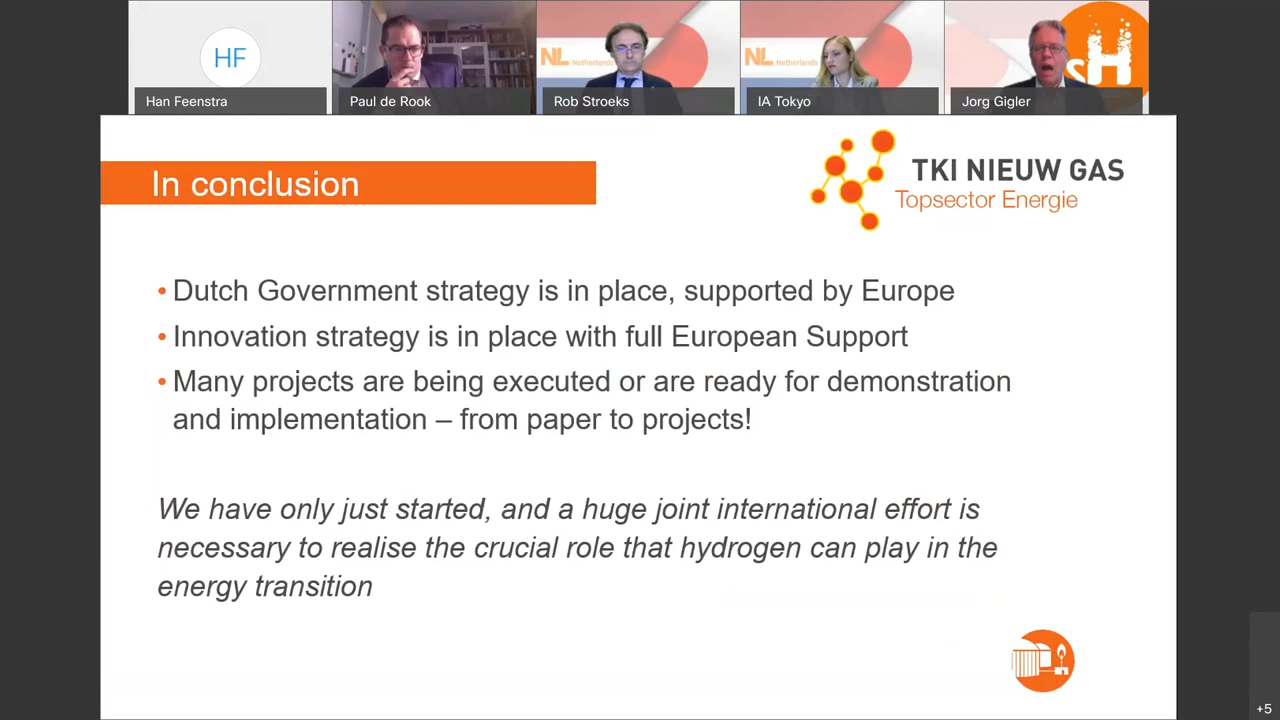 HF
NL Netherlands
NL Netherlands
H
Han Feenstra
Paul de Rook
Rob Stroeks
IA Tokyo
Jorg Gigler
In conclusion
TKI NIEUW GAS
Topsector Energie
• Dutch Government strategy is in place, supported by Europe
• Innovation strategy is in place with full European Support
• Many projects are being executed or are ready for demonstration
and implementation – from paper to projects!
We have only just started, and a huge joint international effort is
necessary to realise the crucial role that hydrogen can play in the
energy transition
+5